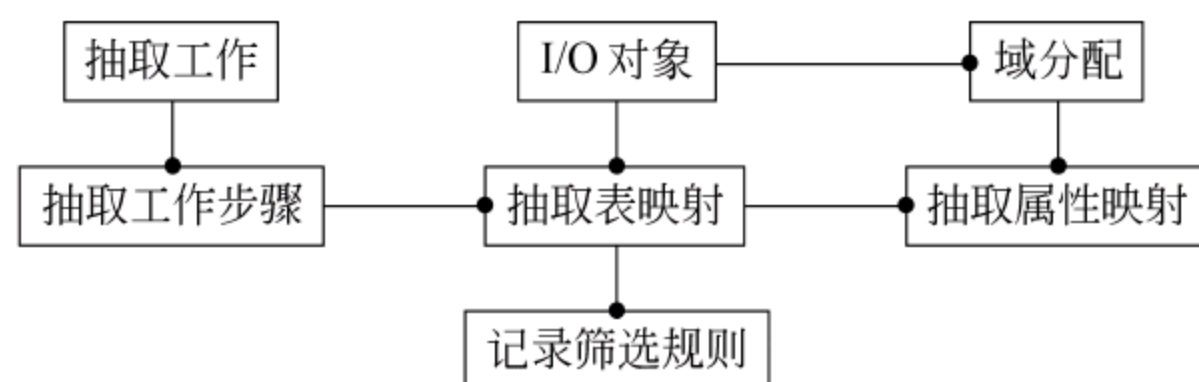 抽取工作
I/O 对象
域分配
抽取工作步骤
抽取表映射
抽取属性映射
记录筛选规则